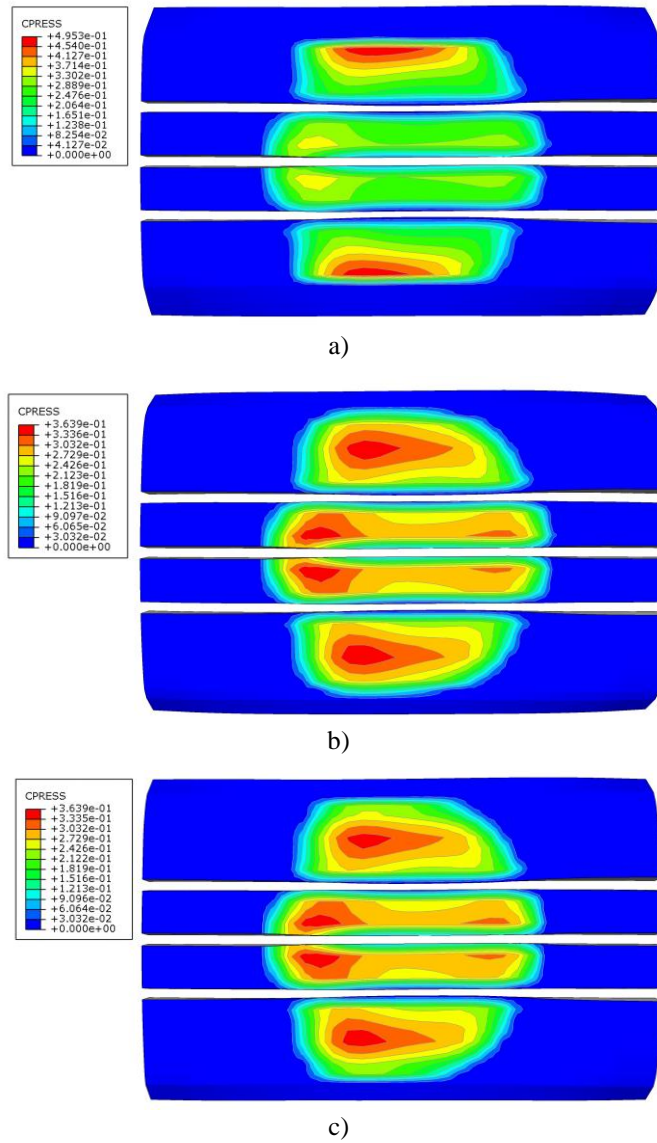 CPRESS
+4.953e-01
+4.540e-01
+4.127e-01
+3.714e-01
+3.302e-01
+2.889e-01
+2.476e-01
+2.064e-01
+1.651e-01
+1.238e-01
+8.254e-02
+4.127e-02
+0.000e+00
a)
CPRESS
+3.639e-01
+3.336e-01
+3.032e-01
+2.729e-01
+2.426e-01
+2.123e-01
+1.819e-01
+1.516e-01
+1.213e-01
+9.097e-02
+6.065e-02
+3.032e-02
+0.000e+00
b)
CPRESS
+3.639e-01
+3.335e-01
+3.032e-01
+2.729e-01
+2.426e-01
+2.122e-01
+1.819e-01
+1.516e-01
+1.213e-01
+9.096e-02
+6.064e-02
+3.032e-02
+0.000e+00
c)